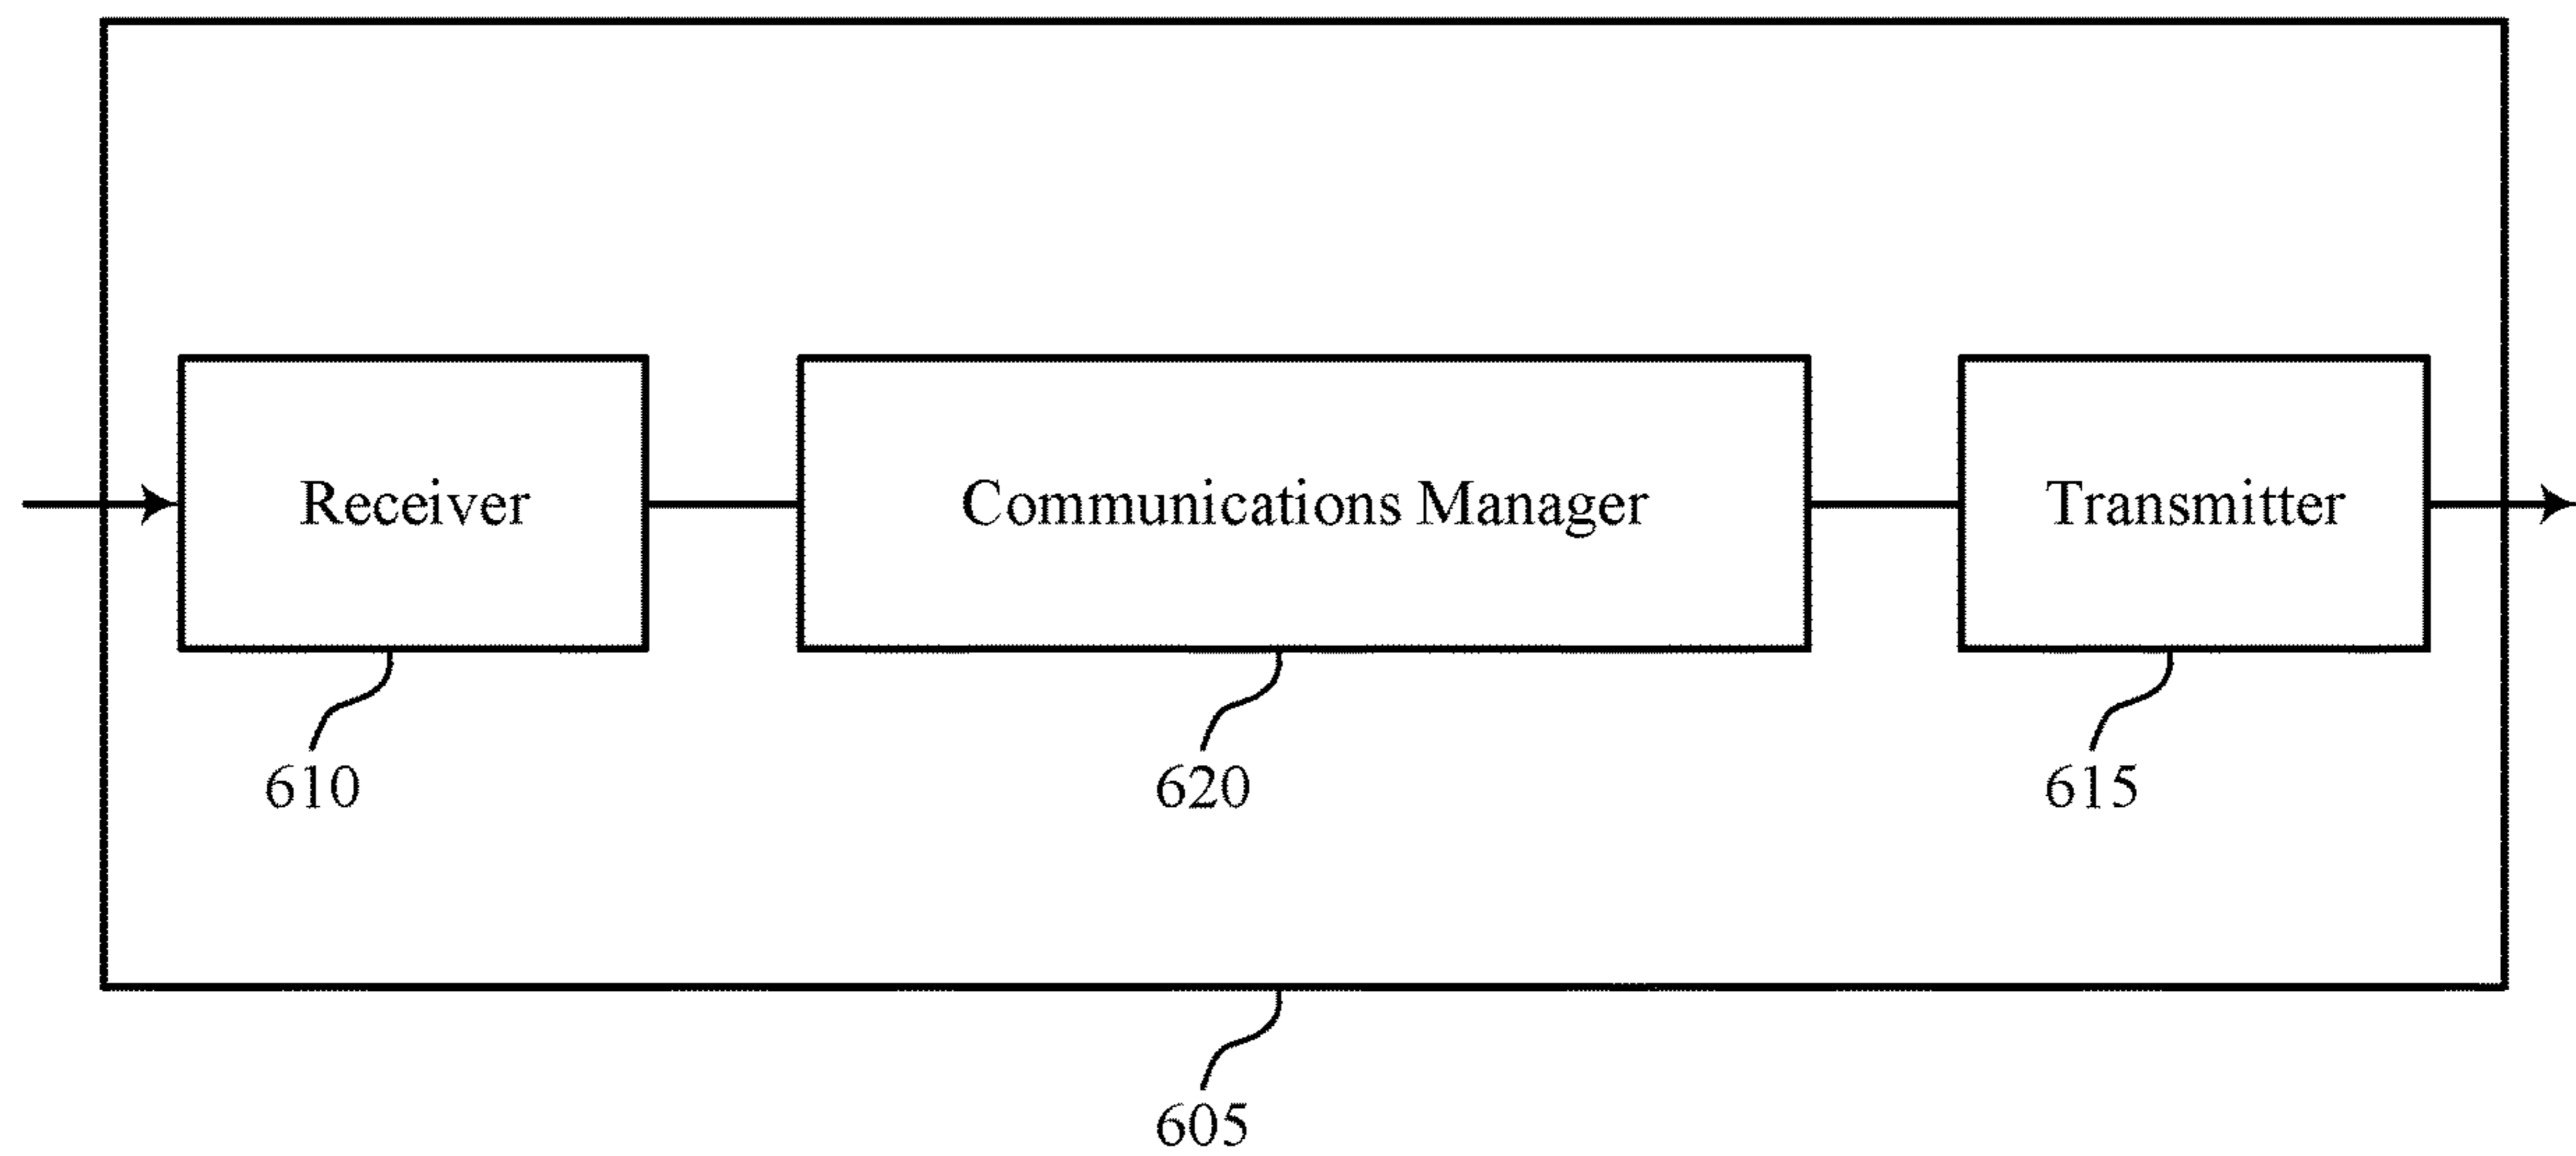 Receiver
Communications Manager
Transmitter
610
620
615
605